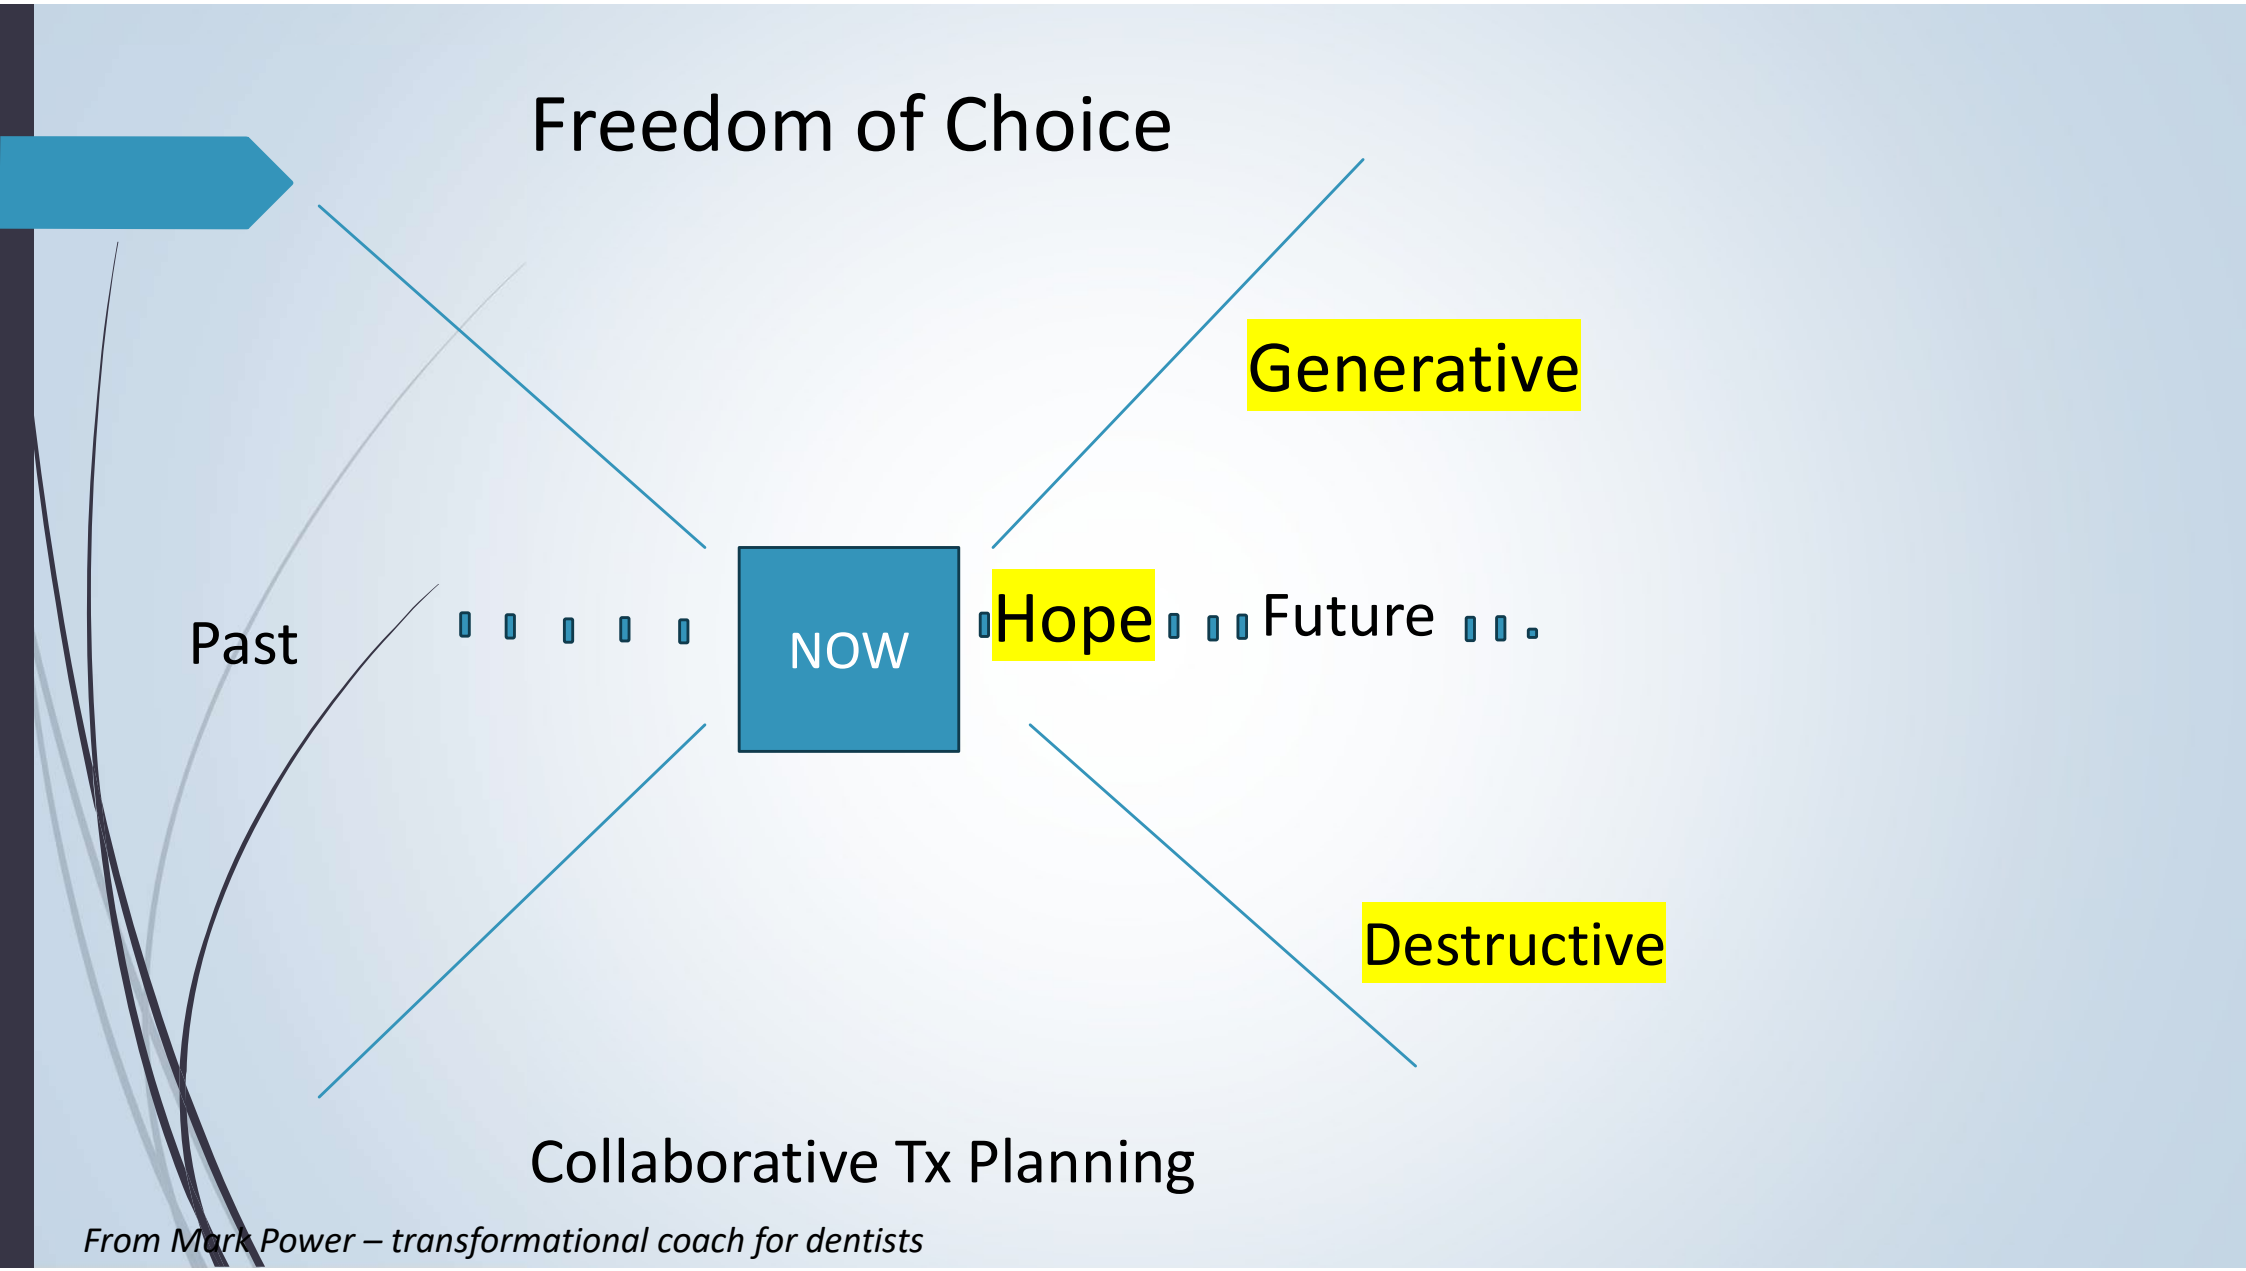 Freedom of Choice
Generative
Past
NOW
Hope
Future
Destructive
Collaborative Tx Planning
From Mark Power – transformational coach for dentists